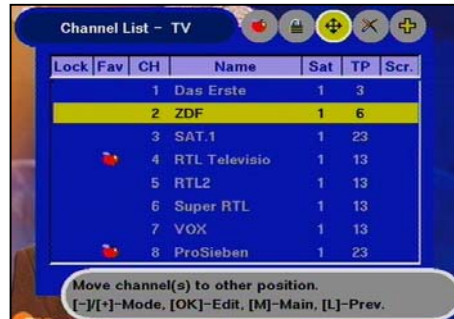 Channel List - TV
Lock Fav CH Name Sat TP Scr.
1 Das Erste 1 3
2 ZDF 1 6
3 SAT.1 1 23
4 RTL Televisio 1 13
5 RTL2 1 13
6 Super RTL 1 13
7 VOX 1 13
8 ProSieben 1 23
Move channel(s) to other position.
[-]/[+]-Mode, [OK]-Edit, [M]-Main, [L]-Prev.